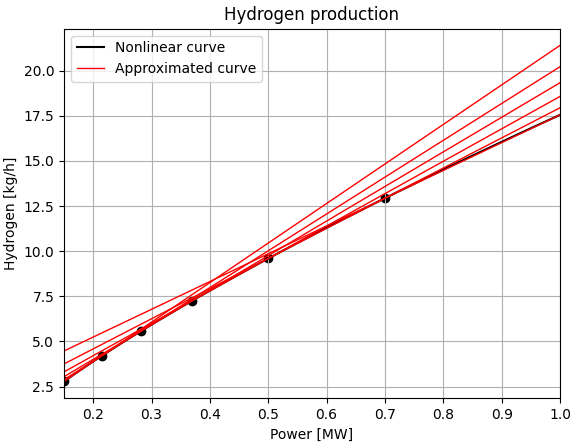 Hydrogen production
Nonlinear curve
Approximated curve
Hydrogen [kg/h]
20.0
17.5
15.0
12.5
10.0
7.5
5.0
2.5
0.2 0.3 0.4 0.5 0.6 0.7 0.8 0.9 1.0
Power [MW]